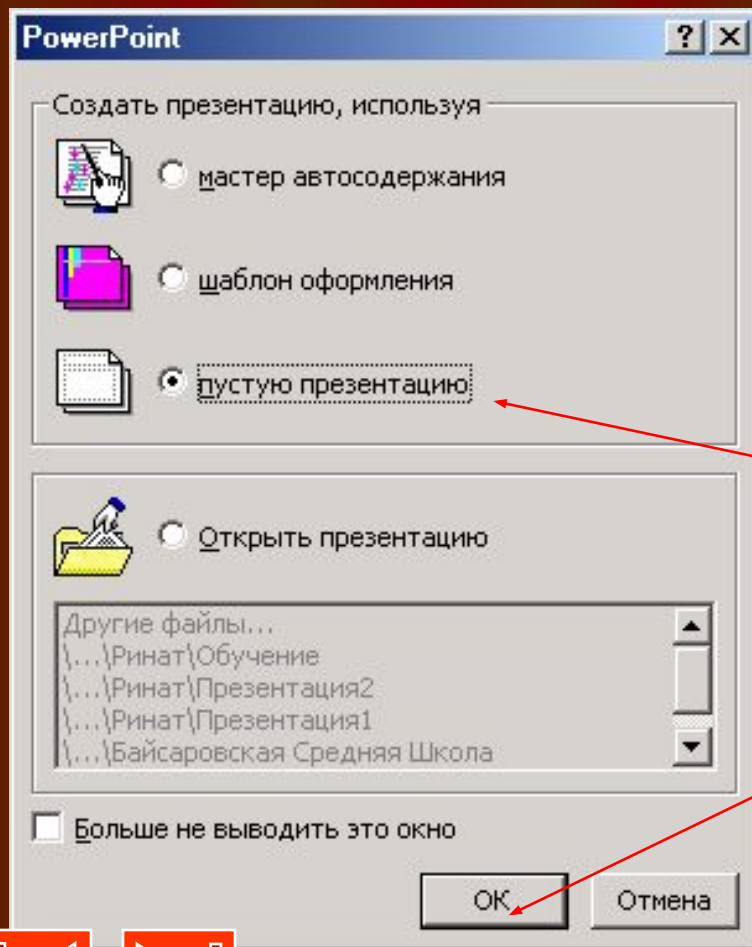 PowerPoint
Создать презентацию, используя
мастер автосодержания
шаблон оформления
пустую презентацию
Открыть презентацию
Другие файлы...
\...\Ринат\Обучение
\...\Ринат\Презентация2
\...\Ринат\Презентация1
\...\Байсаровская Средняя Школа
Больше не выводить это окно
ОК
Отмена